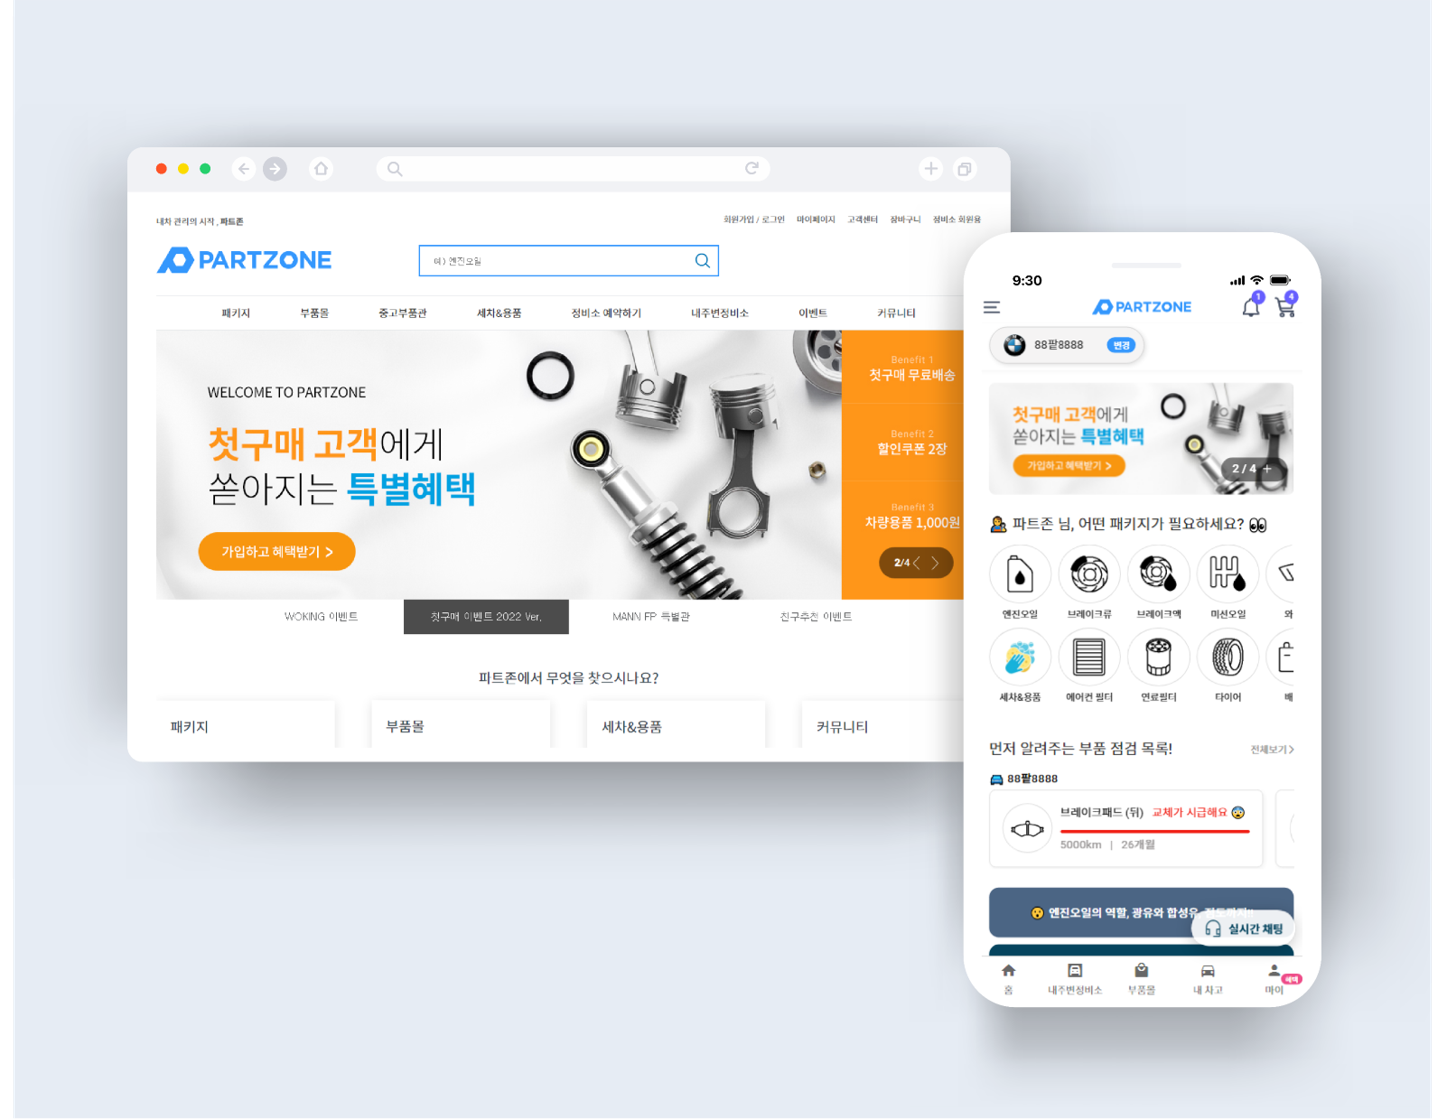 내차 관리의 시작, 파트존
회원가입 / 로그인 마이페이지 고객센터 장바구니 정비소 회원용
PARTZONE
예) 엔진오일
패키지 부품몰 중고부품관 세차&용품 정비소 예약하기 내주변정비소 이벤트 커뮤니티
WELCOME TO PARTZONE
첫구매 고객에게
쏟아지는 특별혜택
가입하고 혜택받기 >
Benefit 1
첫구매 무료배송
Benefit 2
할인쿠폰 2장
Benefit 3
차량용품 1,000원
2/4
WOKING 이벤트 첫구매 이벤트 2022 Ver. MANN FP 특별관 친구추천 이벤트
파트존에서 무엇을 찾으시나요?
패키지 부품몰 세차&용품 커뮤니티
9:30
PARTZONE
1 4
88팔8888 변경
첫구매 고객에게
쏟아지는 특별혜택
가입하고 혜택받기 >
2 / 4 +
파트존 님, 어떤 패키지가 필요하세요?
엔진오일 브레이크류 브레이크액 미션오일 와
세차&용품 에어컨 필터 연료필터 타이어 배
먼저 알려주는 부품 점검 목록!
전체보기 >
88팔8888
브레이크패드 (뒤) 교체가 시급해요
5000km | 26개월
엔진오일의 역할, 광유와 합성유, 점도까지!!
실시간 채팅
홈 내주변정비소 부품몰 내 차고 마이
혜택